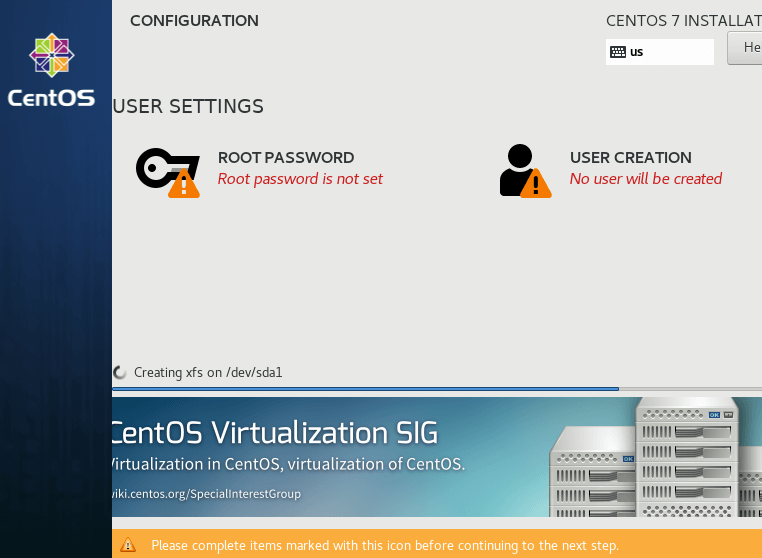 CentOS
CONFIGURATION
CENTOS 7 INSTALLAT
us
He
USER SETTINGS
ROOT PASSWORD
Root password is not set
USER CREATION
No user will be created
Creating xfs on /dev/sda1
CentOS Virtualization SIG
Virtualization in CentOS, virtualization of CentOS.
wiki.centos.org/SpecialInterestGroup
Please complete items marked with this icon before continuing to the next step.